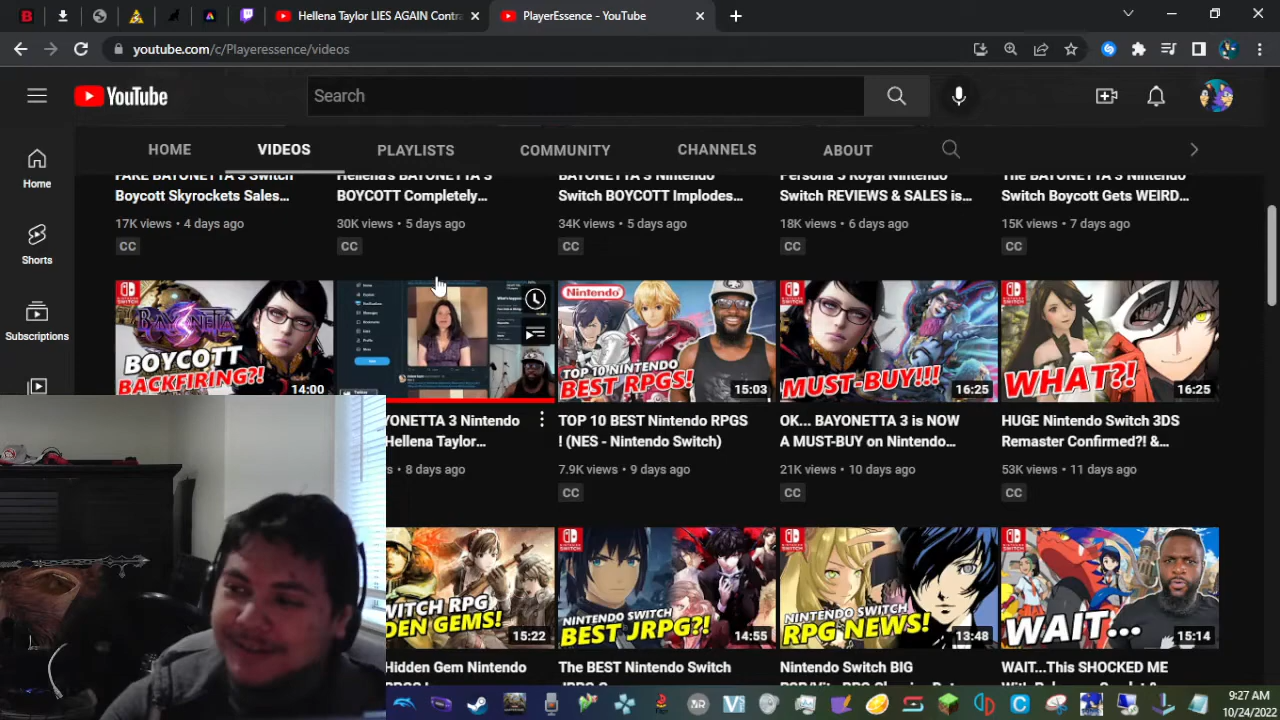 Hellena Taylor LIES AGAIN Contra
PlayerEssence - YouTube
youtube.com/c/Playeressence/videos
YouTube
Search
HOME
VIDEOS
PLAYLISTS
COMMUNITY
CHANNELS
ABOUT
Home
Shorts
Subscriptions
FAKE BAYONETTA 3 Switch
Boycott Skyrockets Sales...
17K views • 4 days ago
CC
Hellena's BAYONETTA 3
BOYCOTT Completely...
30K views • 5 days ago
CC
BAYONETTA 3 Nintendo
Switch BOYCOTT Implodes...
34K views • 5 days ago
CC
Persona 5 Royal Nintendo
Switch REVIEWS & SALES is...
18K views • 6 days ago
CC
The BAYONETTA 3 Nintendo
Switch Boycott Gets WEIRD...
15K views • 7 days ago
CC
BAYONETTA
BOYCOTT
BACKFIRING?!
14:00
YONETTA 3 Nintendo
Hellena Taylor...
• 8 days ago
Nintendo
TOP 10 NINTENDO
BEST RPGS!
15:03
TOP 10 BEST Nintendo RPGS
! (NES - Nintendo Switch)
7.9K views • 9 days ago
CC
MUST-BUY!!!
16:25
OK... BAYONETTA 3 is NOW
A MUST-BUY on Nintendo...
21K views • 10 days ago
CC
WHAT?!
16:25
HUGE Nintendo Switch 3DS
Remaster Confirmed?! &...
53K views • 11 days ago
CC
WITCH RPG
DEN GEMS!
15:22
Hidden Gem Nintendo
NINTENDO SWITCH
BEST JRPG?!
14:55
The BEST Nintendo Switch
NINTENDO SWITCH
RPG NEWS!
13:48
Nintendo Switch BIG
WAIT...
15:14
WAIT...This SHOCKED ME
9:27 AM
10/24/2022